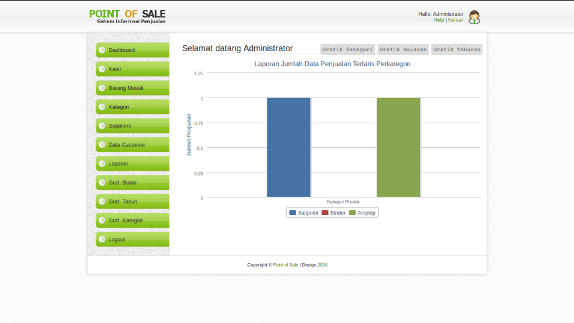 POINT OF SALE
Sistem Informasi Penjualan
Hallo, Administrator
Help | Keluar
Dashboard
Kasir
Barang Masuk
Kategori
Suppliers
Data Customer
Laporan
Graf. Bulan
Graf. Tahun
Graf. Kategori
Logout
Selamat datang Administrator
Grafik Kategori Grafik Bulanan Grafik Tahunan
Laporan Jumlah Data Penjualan Terlaris Perkategori
Jumlah Penjualan
1.25
1
0.75
0.5
0.25
0
Kategori Produk
Ballpoint Binder Amplop
Copyright © Point of Sale | Design 2016